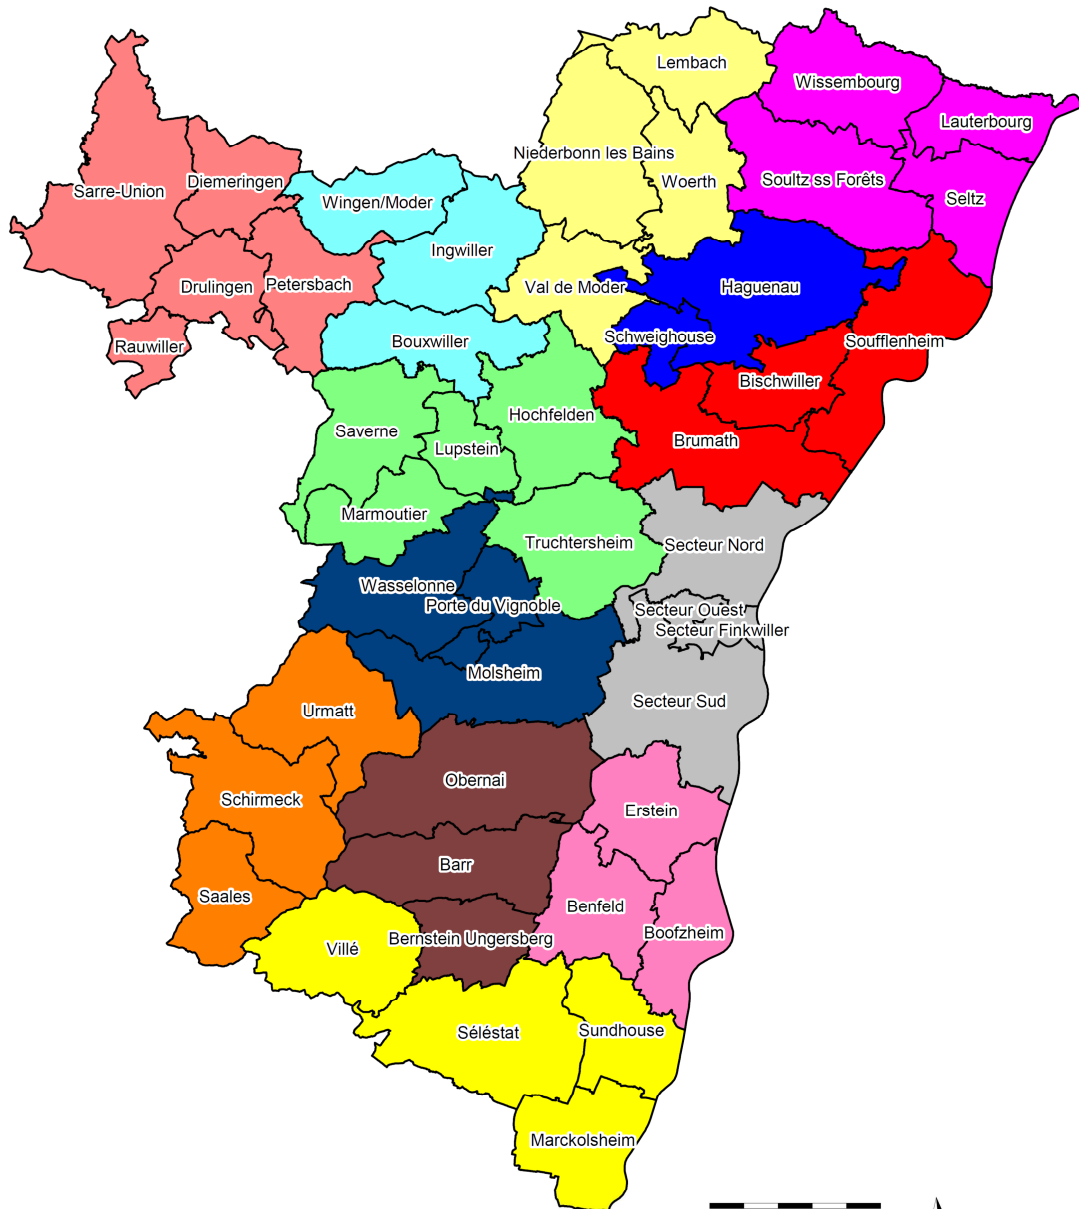 Lembach
Wissembourg
Lauterbourg
Niederbonn les Bains
Sarre-Union
Diemeringen
Woerth
Soultz ss Forêts
Seltz
Wingen/Moder
Ingwiller
Drulingen
Petersbach
Val de Moder
Haguenau
Rauwiller
Bouxwiller
Schweighouse
Soufflenheim
Bischwiller
Hochfelden
Saverne
Lupstein
Brumath
Marmoutier
Truchtersheim
Secteur Nord
Wasselonne
Porte du Vignoble
Secteur Ouest
Secteur Finkwiller
Molsheim
Secteur Sud
Urmatt
Obernai
Schirmeck
Erstein
Barr
Saales
Benfeld
Boofzheim
Bernstein Ungersberg
Villé
Séléstat
Sundhouse
Marckolsheim